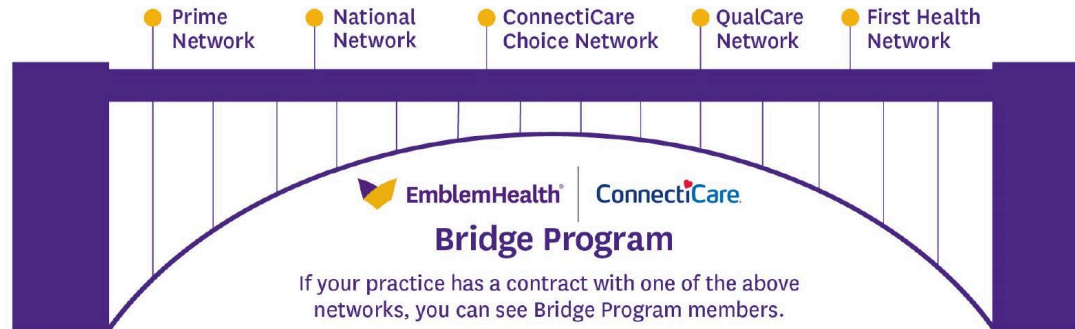 Prime
Network
National
Network
ConnectiCare
Choice Network
QualCare
Network
First Health
Network
EmblemHealth®
ConnectiCare.
Bridge Program
If your practice has a contract with one of the above
networks, you can see Bridge Program members.